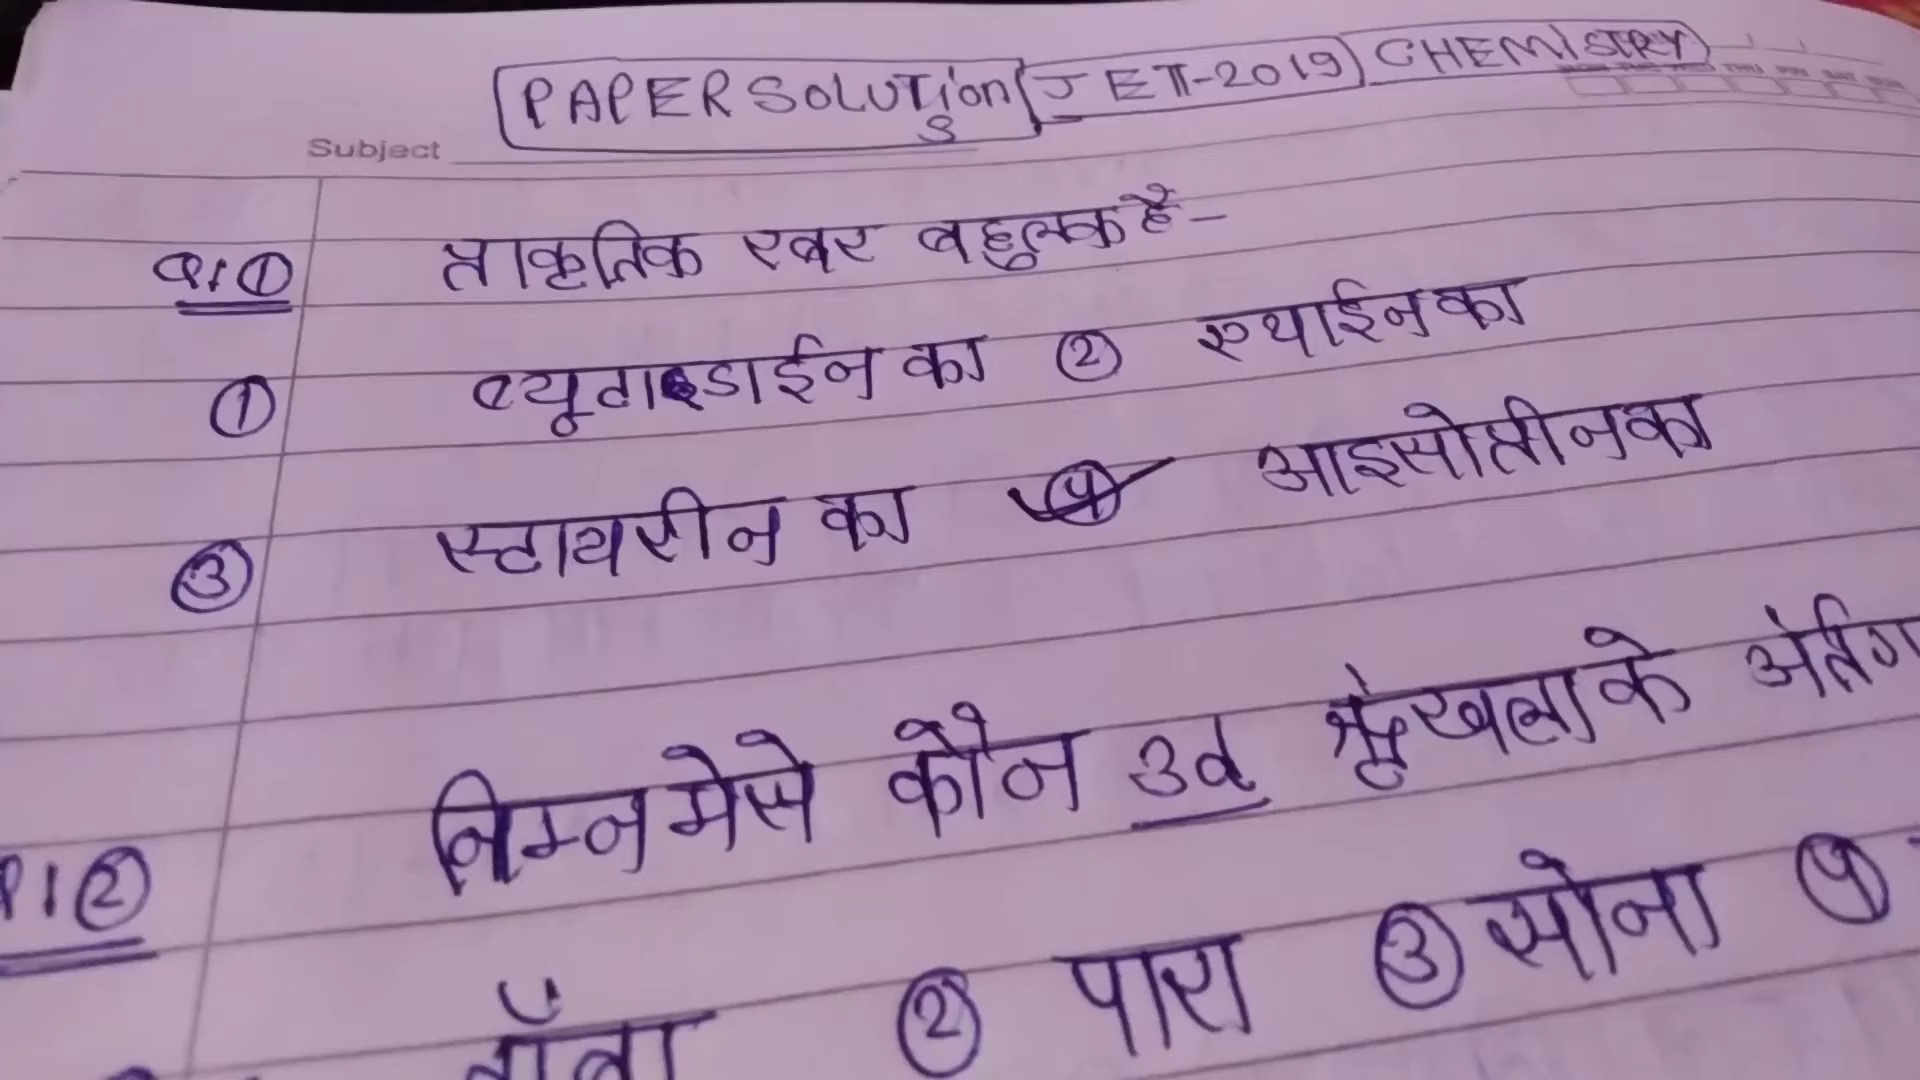 PAPER SOLUTIONS JET-2019 CHEMISTRY
Subject
Q.1 प्राकृतिक रबर बहुलक है-
1 ब्यूटाडाईन का 2 एथाईन का
3 स्टायरीन का 4 आइसोप्रीन का
Q.2 निम्न मेसे कौन 3d श्रृंखला के अंर्तग
ताँबा 2 पारा 3 सोना 4